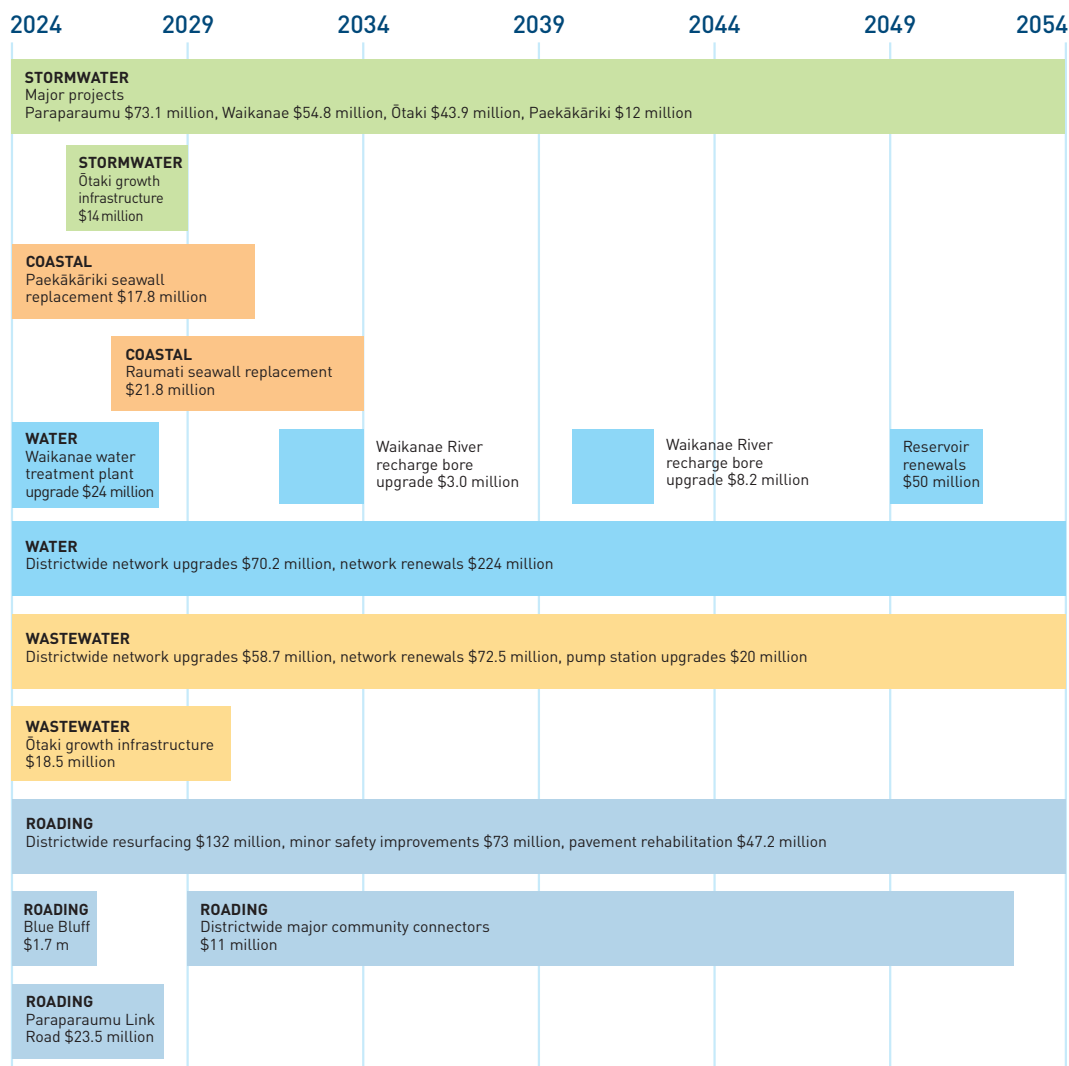 2024 2029 2034 2039 2044 2049 2054
STORMWATER
Major projects
Paraparaumu $73.1 million, Waikanae $54.8 million, Ōtaki $43.9 million, Paekākāriki $12 million
STORMWATER
Ōtaki growth
infrastructure
$14 million
COASTAL
Paekākāriki seawall
replacement $17.8 million
COASTAL
Raumati seawall replacement
$21.8 million
WATER
Waikanae water
treatment plant
upgrade $24 million
Waikanae River
recharge bore
upgrade $3.0 million
Waikanae River
recharge bore
upgrade $8.2 million
Reservoir
renewals
$50 million
WATER
Districtwide network upgrades $70.2 million, network renewals $224 million
WASTEWATER
Districtwide network upgrades $58.7 million, network renewals $72.5 million, pump station upgrades $20 million
WASTEWATER
Ōtaki growth infrastructure
$18.5 million
ROADING
Districtwide resurfacing $132 million, minor safety improvements $73 million, pavement rehabilitation $47.2 million
ROADING
Blue Bluff
$1.7 m
ROADING
Districtwide major community connectors
$11 million
ROADING
Paraparaumu Link
Road $23.5 million